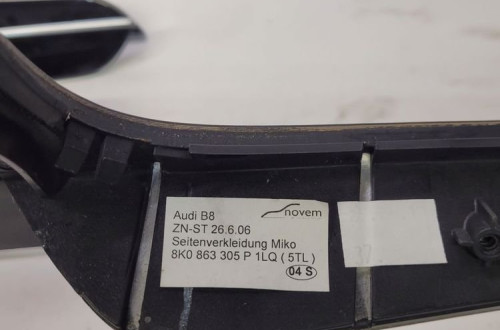 Audi B8 novem
ZN-ST 26.6.06
Seitenverkleidung Miko
8K0 863 305 P 1LQ ( 5TL )
04 S